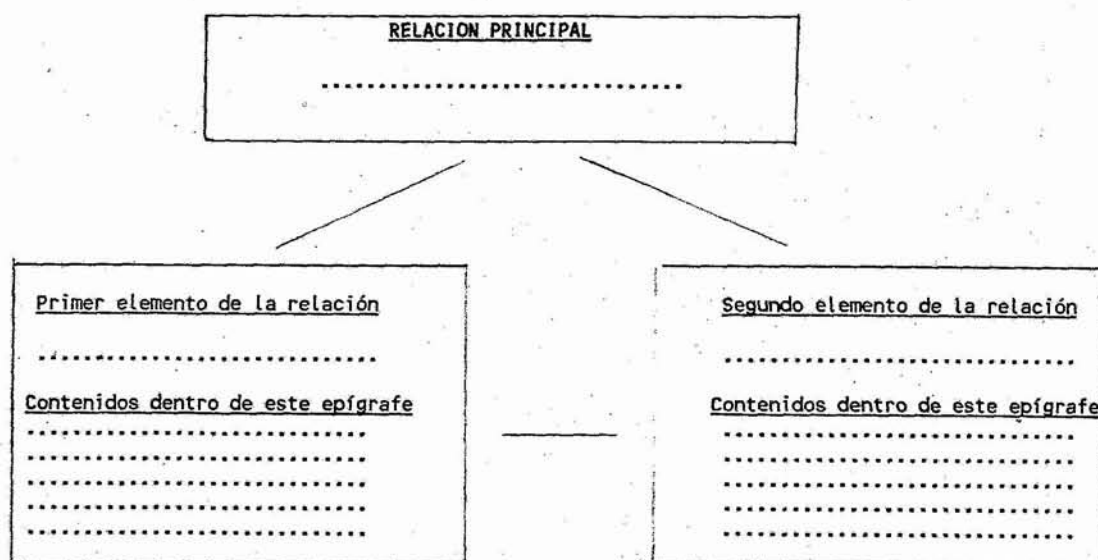 RELACION PRINCIPAL
................................
Primer elemento de la relación
..............................
Contenidos dentro de este epígrafe
..............................
..............................
..............................
..............................
..............................
Segundo elemento de la relación
...............................
Contenidos dentro de este epígrafe
...............................
...............................
...............................
...............................
...............................